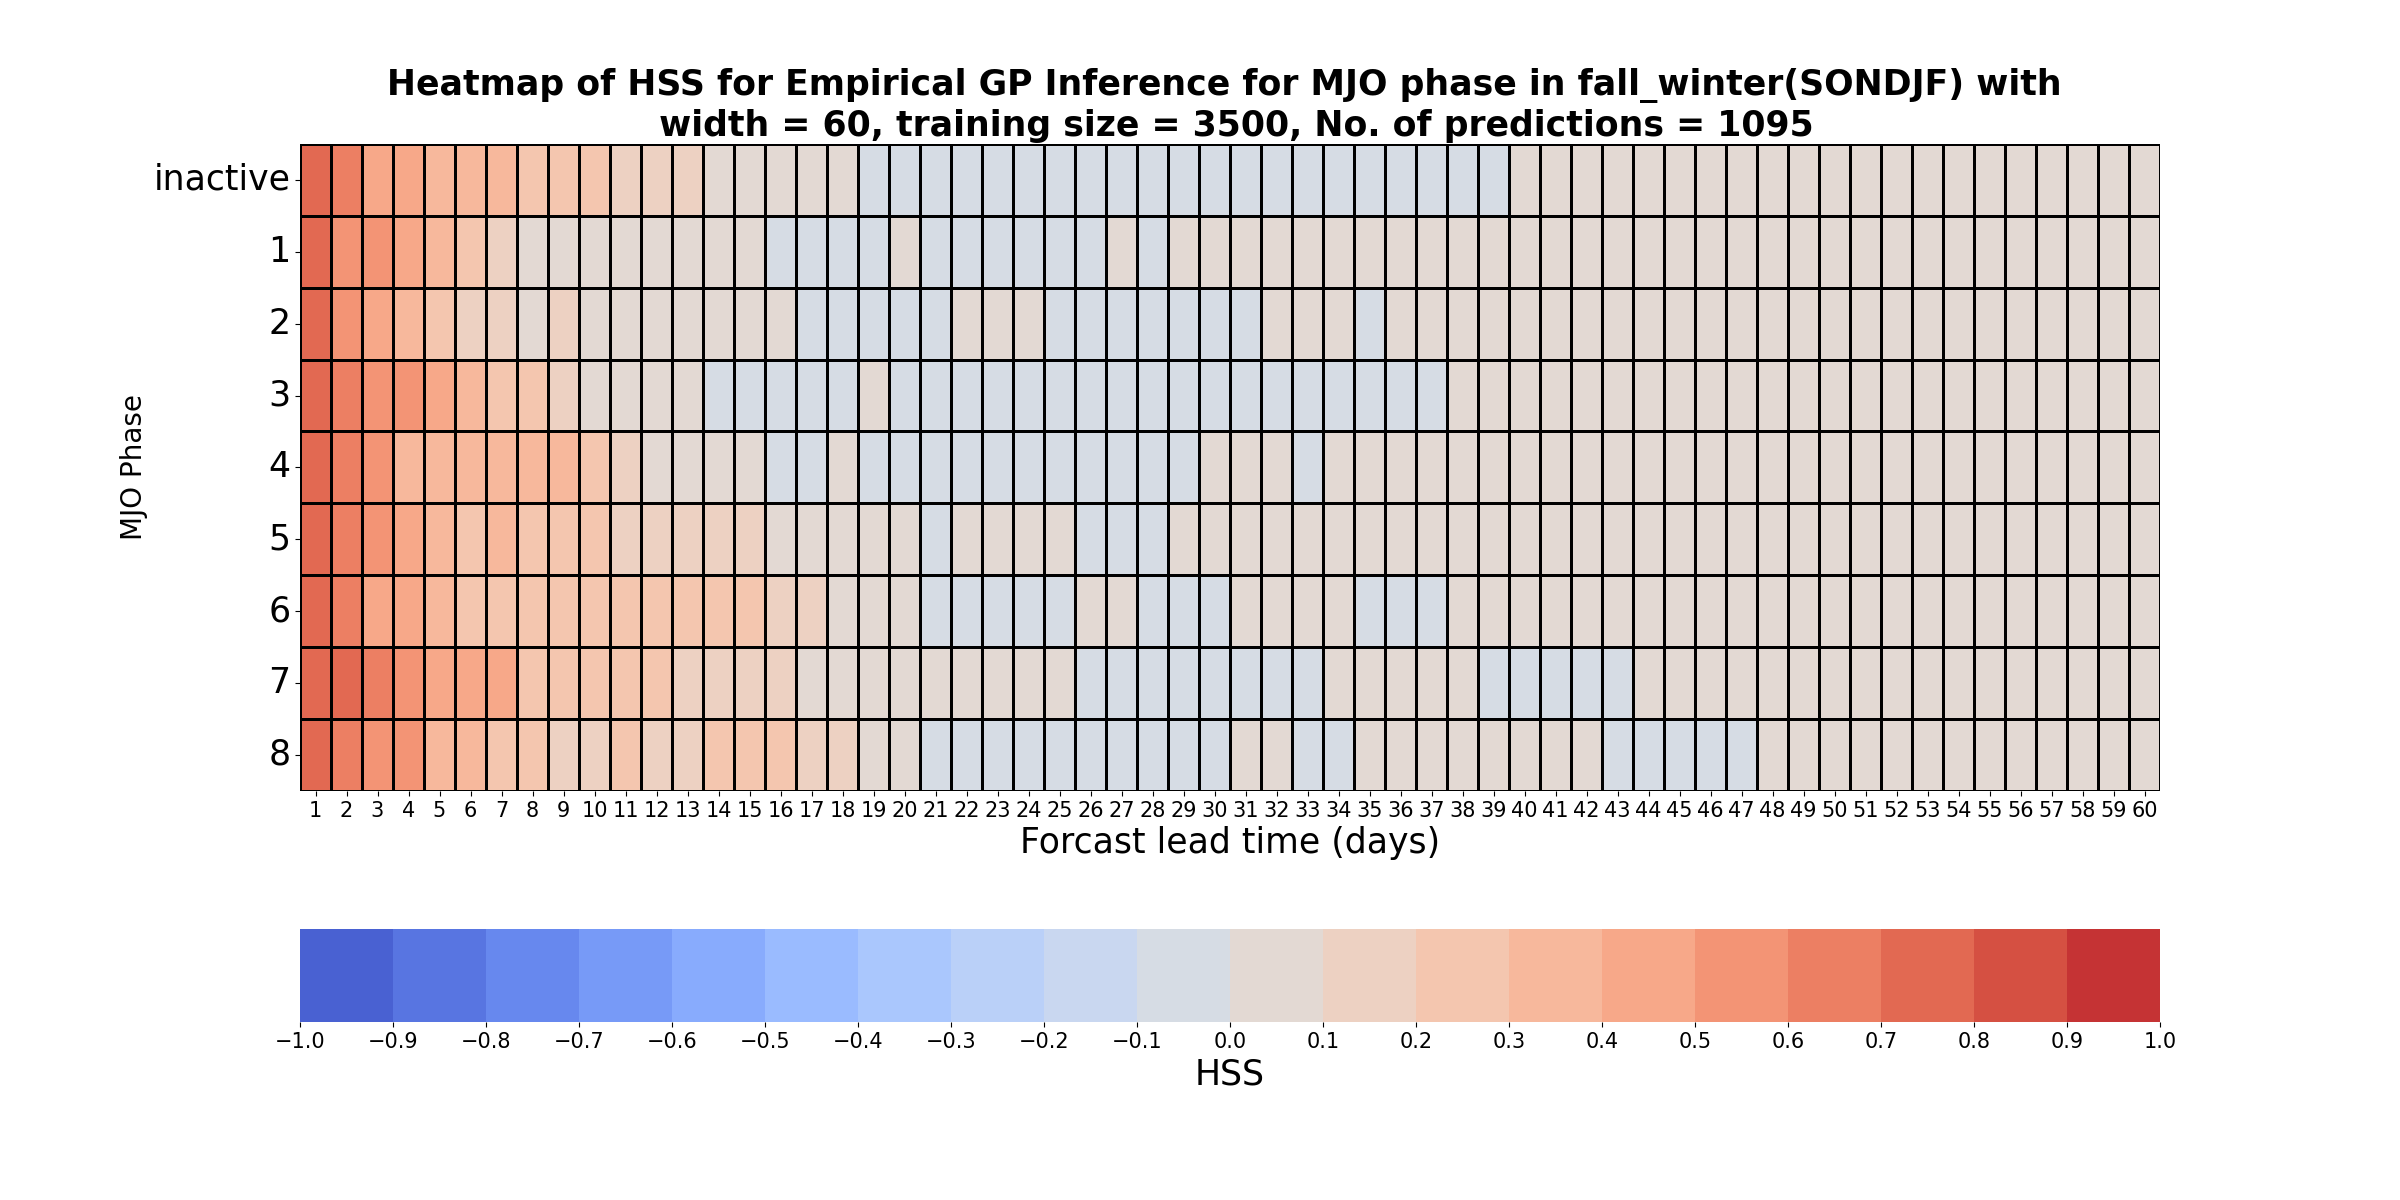 Heatmap of HSS for Empirical GP Inference for MJO phase in fall_winter(SONDJF) with
width = 60, training size = 3500, No. of predictions = 1095
MJO Phase
inactive
1
2
3
4
5
6
7
8
1 2 3 4 5 6 7 8 9 10 11 12 13 14 15 16 17 18 19 20 21 22 23 24 25 26 27 28 29 30 31 32 33 34 35 36 37 38 39 40 41 42 43 44 45 46 47 48 49 50 51 52 53 54 55 56 57 58 59 60
Forcast lead time (days)
−1.0 −0.9 −0.8 −0.7 −0.6 −0.5 −0.4 −0.3 −0.2 −0.1 0.0 0.1 0.2 0.3 0.4 0.5 0.6 0.7 0.8 0.9 1.0
HSS